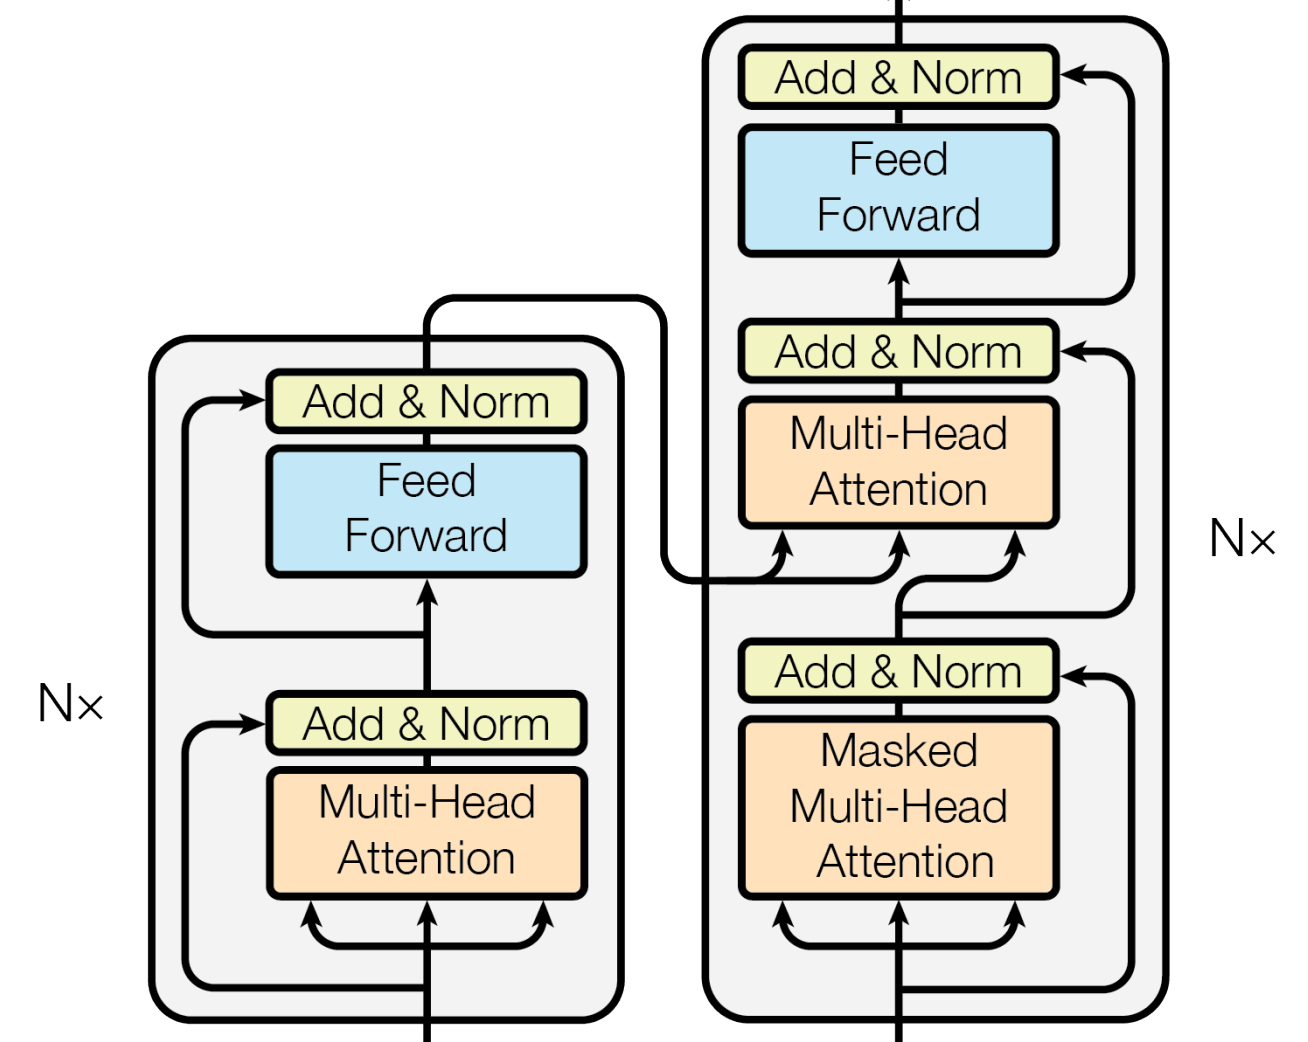 Add & Norm
Feed
Forward
Add & Norm
Multi-Head
Attention
Nx
Add & Norm
Feed
Forward
Add & Norm
Multi-Head
Attention
Add & Norm
Masked
Multi-Head
Attention
N×